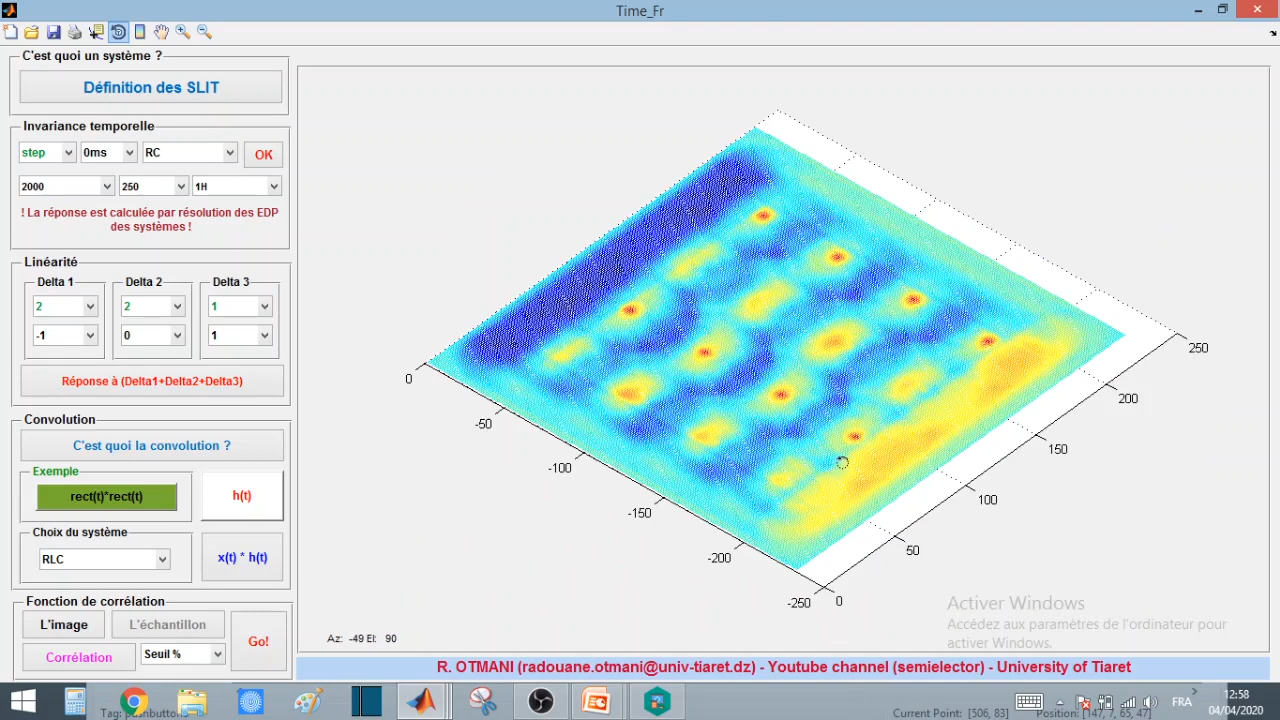 Time_Fr
C'est quoi un système ?
Définition des SLIT
Invariance temporelle
step 0ms RC OK
2000 250 1H
! La réponse est calculée par résolution des EDP
des systèmes !
Linéarité
Delta 1 Delta 2 Delta 3
2 2 1
-1 0 1
Réponse à (Delta1+Delta2+Delta3)
Convolution
C'est quoi la convolution ?
Exemple
rect(t)*rect(t) h(t)
Choix du système
RLC x(t) * h(t)
Fonction de corrélation
L'image L'échantillon Go!
Corrélation Seuil %
0
-50
-100
-150
-200
-250
0
50
100
150
200
250
Az: -49 El: 90
Activer Windows
Accédez aux paramètres de l'ordinateur pour
activer Windows.
R. OTMANI (radouane.otmani@univ-tiaret.dz) - Youtube channel (semielector) - University of Tiaret
FRA
12:58
04/04/2020
Current Point: [506, 83] Position: [147, 7, 65, 47]